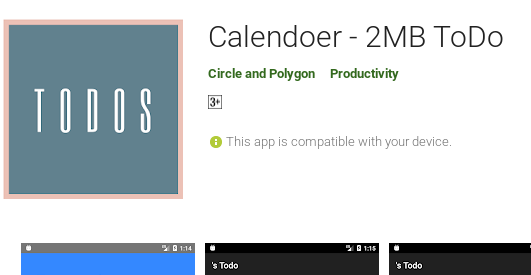 TODOS
Calendoer - 2MB ToDo
Circle and Polygon Productivity
3+
This app is compatible with your device.
1:14
1:15
's Todo
's Todo